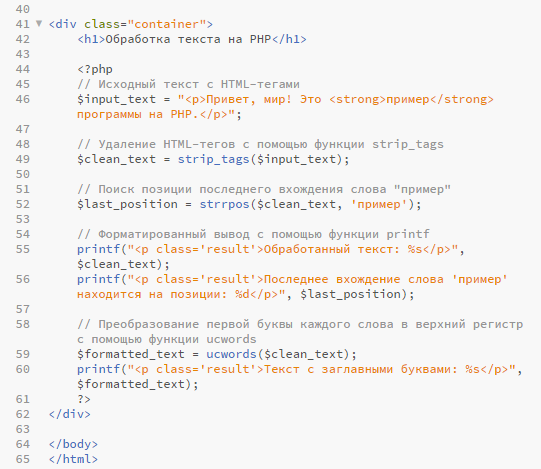 40
41 <div class="container">
42 <h1>Обработка текста на PHP</h1>
43
44 <?php
45 // Исходный текст с HTML-тегами
46 $input_text = "<p>Привет, мир! Это <strong>пример</strong>
программы на PHP.</p>";
47
48 // Удаление HTML-тегов с помощью функции strip_tags
49 $clean_text = strip_tags($input_text);
50
51 // Поиск позиции последнего вхождения слова "пример"
52 $last_position = strrpos($clean_text, 'пример');
53
54 // Форматированный вывод с помощью функции printf
55 printf("<p class='result'>Обработанный текст: %s</p>",
$clean_text);
56 printf("<p class='result'>Последнее вхождение слова 'пример'
находится на позиции: %d</p>", $last_position);
57
58 // Преобразование первой буквы каждого слова в верхний регистр
с помощью функции ucwords
59 $formatted_text = ucwords($clean_text);
60 printf("<p class='result'>Текст с заглавными буквами: %s</p>",
$formatted_text);
61 ?>
62 </div>
63
64 </body>
65 </html>